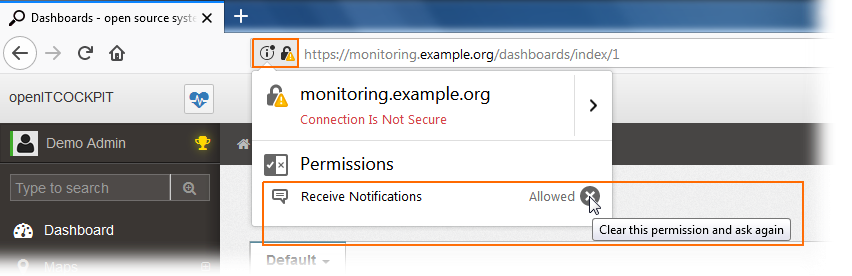 Dashboards - open source syste
https://monitoring.example.org/dashboards/index/1
openITCOCKPIT
monitoring.example.org
Connection Is Not Secure
Demo Admin
Permissions
Type to search
Receive Notifications
Allowed
Clear this permission and ask again
Dashboard
Default
Maps